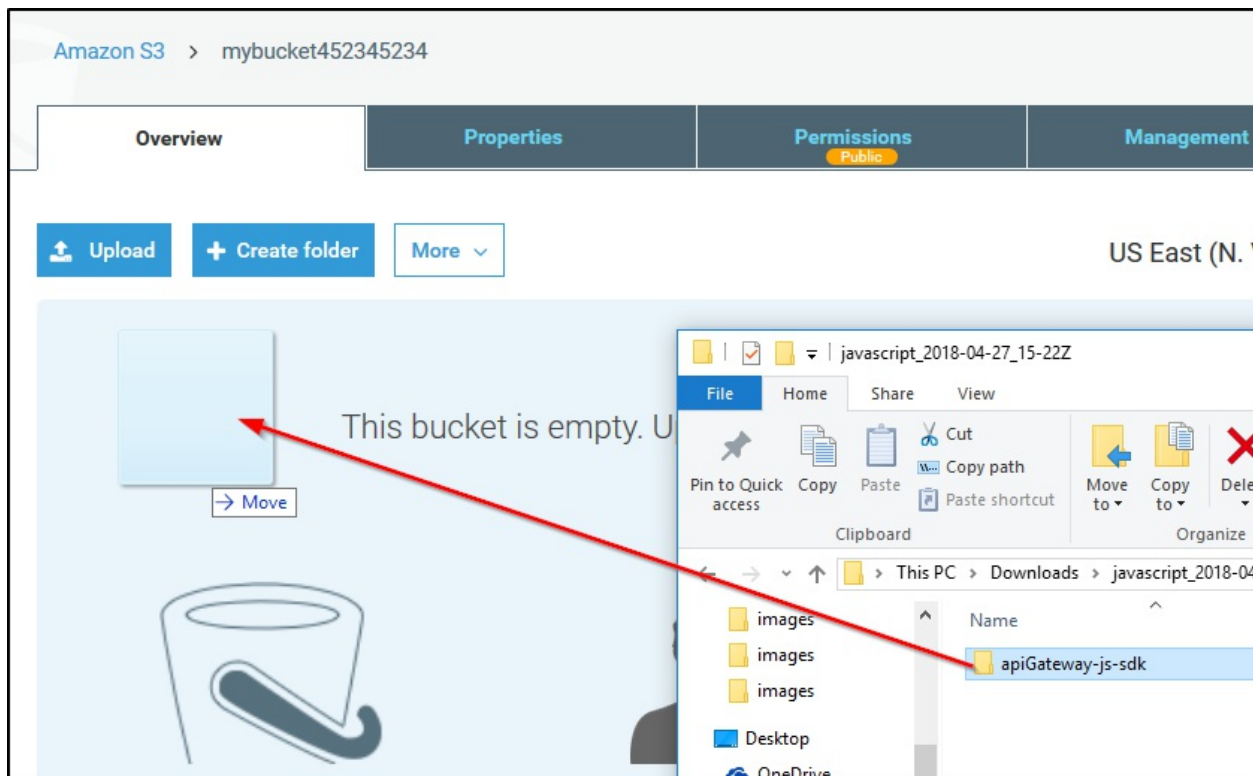 Amazon S3 > mybucket452345234
Overview
Properties
Permissions
Public
Management
Upload
+ Create folder
More
US East (N.
This bucket is empty.
Move
javascript_2018-04-27_15-22Z
File
Home
Share
View
Pin to Quick access
Copy
Paste
Cut
Copy path
Paste shortcut
Move to
Copy to
Clipboard
Organize
> This PC > Downloads > javascript_2018-04
images
images
images
Name
apiGateway-js-sdk
Desktop
OneDrive